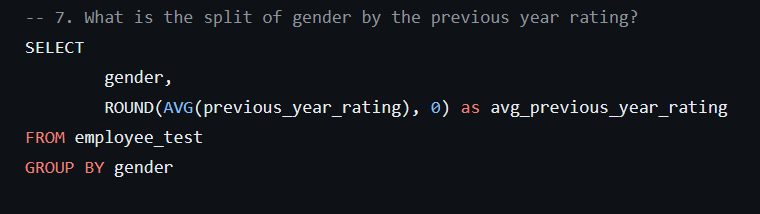 -- 7. What is the split of gender by the previous year rating?
SELECT
gender,
ROUND(AVG(previous_year_rating), 0) as avg_previous_year_rating
FROM employee_test
GROUP BY gender